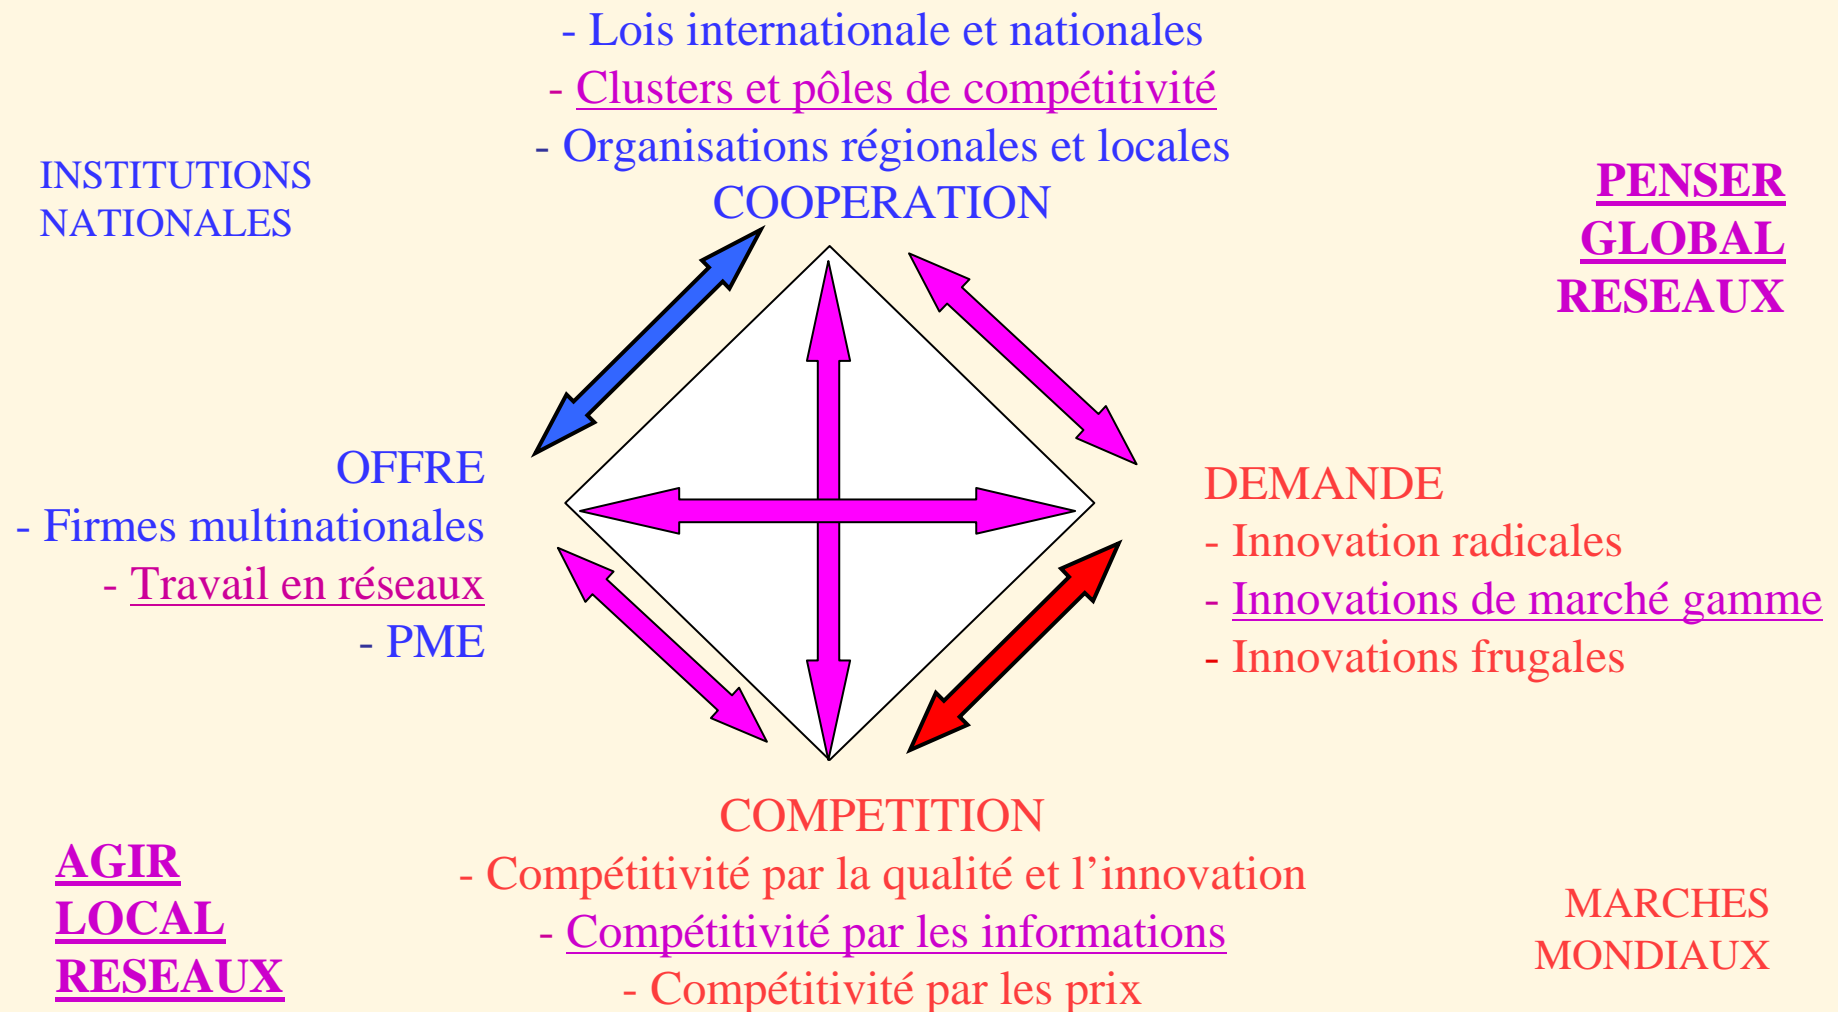 - Lois internationale et nationales
- Clusters et pôles de compétitivité
- Organisations régionales et locales
COOPERATION
INSTITUTIONS
NATIONALES
PENSER
GLOBAL
RESEAUX
OFFRE
- Firmes multinationales
- Travail en réseaux
- PME
DEMANDE
- Innovation radicales
- Innovations de marché gamme
- Innovations frugales
COMPETITION
- Compétitivité par la qualité et l’innovation
- Compétitivité par les informations
- Compétitivité par les prix
AGIR
LOCAL
RESEAUX
MARCHES
MONDIAUX